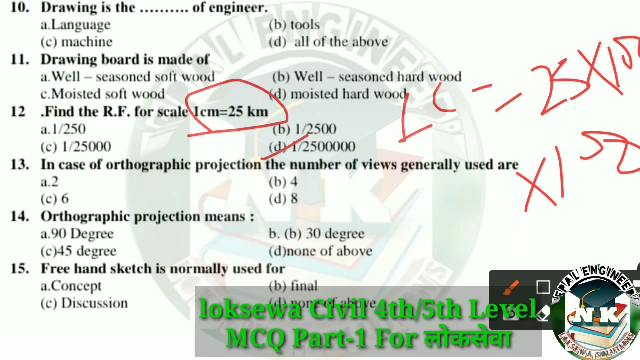 10. Drawing is the ………. of engineer.
a.Language (b) tools
(c) machine (d) all of the above
11. Drawing board is made of
a.Well – seasoned soft wood (b) Well – seasoned hard wood
c.Moisted soft wood (d) moisted hard wood
12 .Find the R.F. for scale 1cm=25 km
a.1/250 (b) 1/2500
(c) 1/25000 (d) 1/2500000
13. In case of orthographic projection the number of views generally used are
a.2 (b) 4
(c) 6 (d) 8
14. Orthographic projection means :
a.90 Degree b. (b) 30 degree
(c)45 degree (d)none of above
15. Free hand sketch is normally used for
a.Concept (b) final
(c) Discussion (d) none of above
loksewa Civil 4th/5th Level
MCQ Part-1 For लोकसेवा
NK